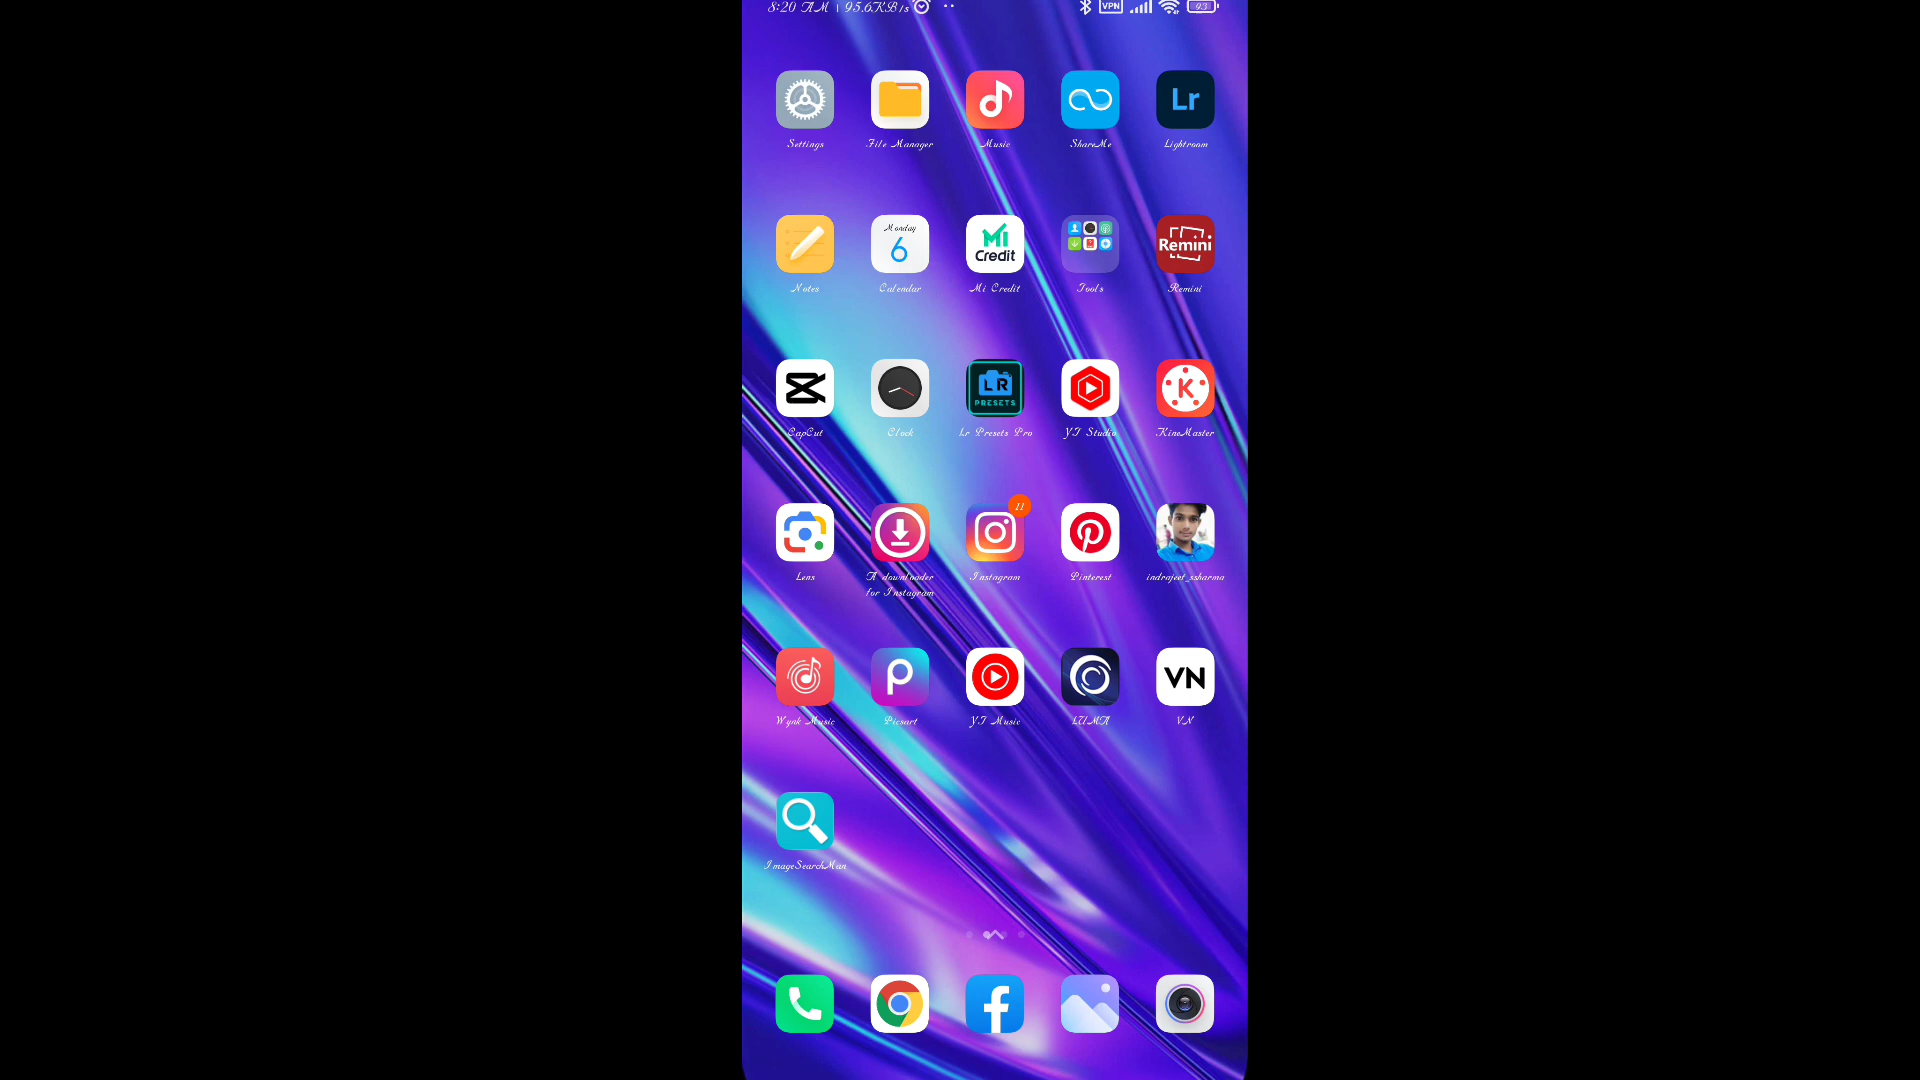 8:20 AM | 95.6KB/s
VPN
93
Lr
Settings
File Manager
Music
ShareMe
Lightroom
Monday
6
Mi
Credit
Remini
Notes
Calendar
Mi Credit
Tools
Remini
LR
PRESETS
K
CapCut
Clock
Lr Presets Pro
YT Studio
KineMaster
11
Lens
A downloader
for Instagram
Instagram
Pinterest
indrajeet_ssharma
VN
Wynk Music
Picsart
YT Music
LUMA
VN
ImageSearchMan